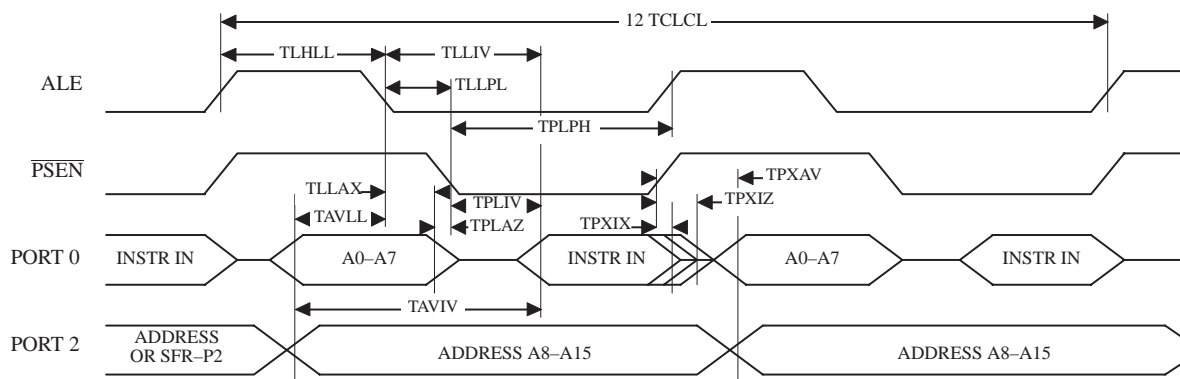 12 TCLCL
TLHLL
TLLIV
ALE
TLLPL
TPLPH
PSEN
TLLAX
TPXAV
TPLIV
TPXIZ
TAVLL
TPLAZ
TPXIX
PORT 0
INSTR IN
A0–A7
INSTR IN
A0–A7
INSTR IN
TAVIV
PORT 2
ADDRESS
OR SFR–P2
ADDRESS A8–A15
ADDRESS A8–A15